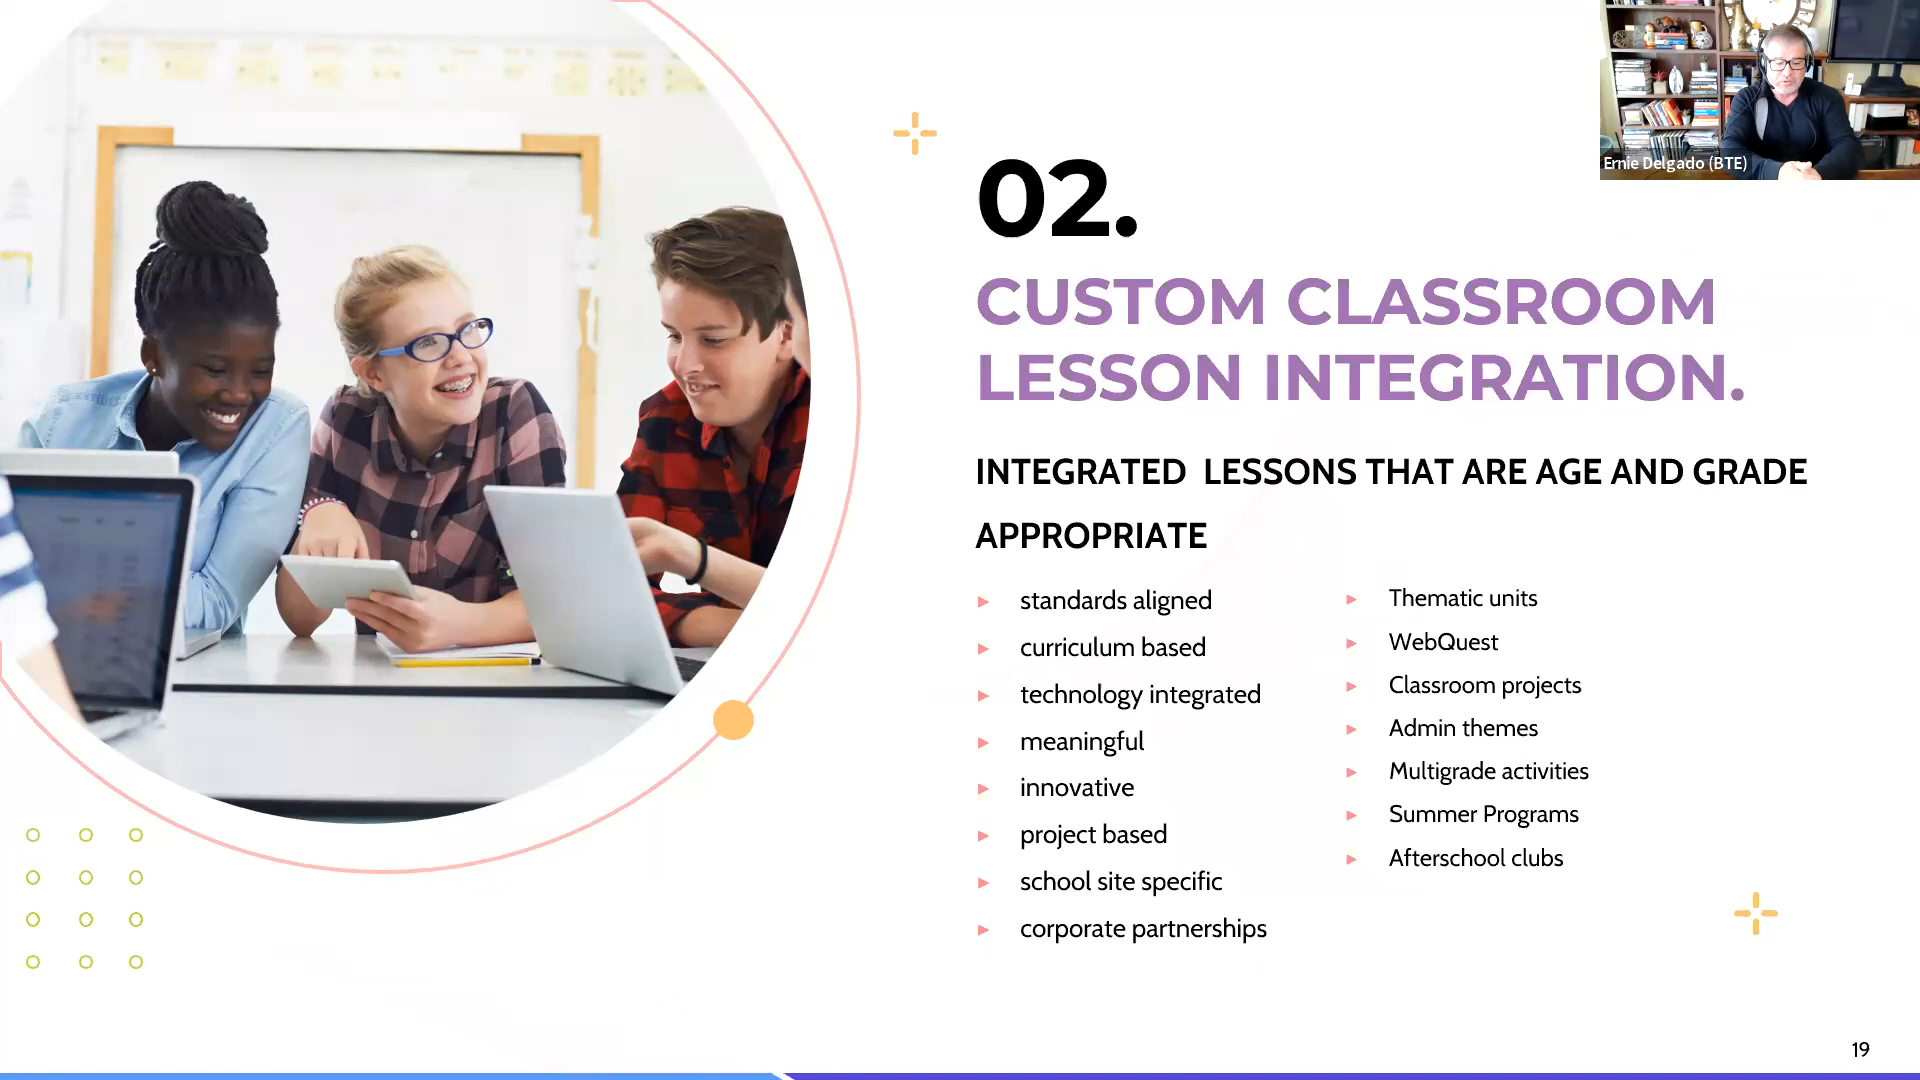 Ernie Delgado (BTE)
02.
CUSTOM CLASSROOM
LESSON INTEGRATION.
INTEGRATED  LESSONS THAT ARE AGE AND GRADE
APPROPRIATE
standards aligned
curriculum based
technology integrated
meaningful
innovative
project based
school site specific
corporate partnerships
Thematic units
WebQuest
Classroom projects
Admin themes
Multigrade activities
Summer Programs
Afterschool clubs
19